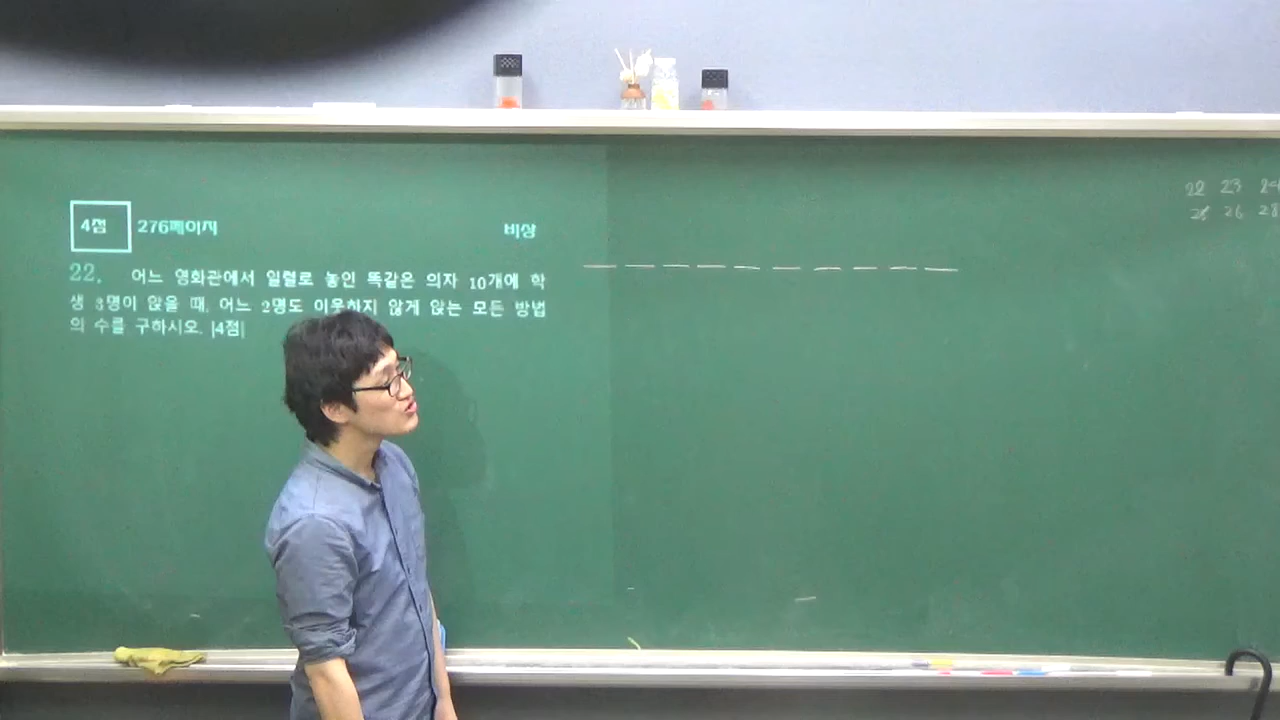 4점 276페이지 비상
22. 어느 영화관에서 일렬로 놓인 똑같은 의자 10개에 학
생 3명이 앉을 때, 어느 2명도 이웃하지 않게 앉는 모든 방법
의 수를 구하시오. [4점]
22 23 24
26 28